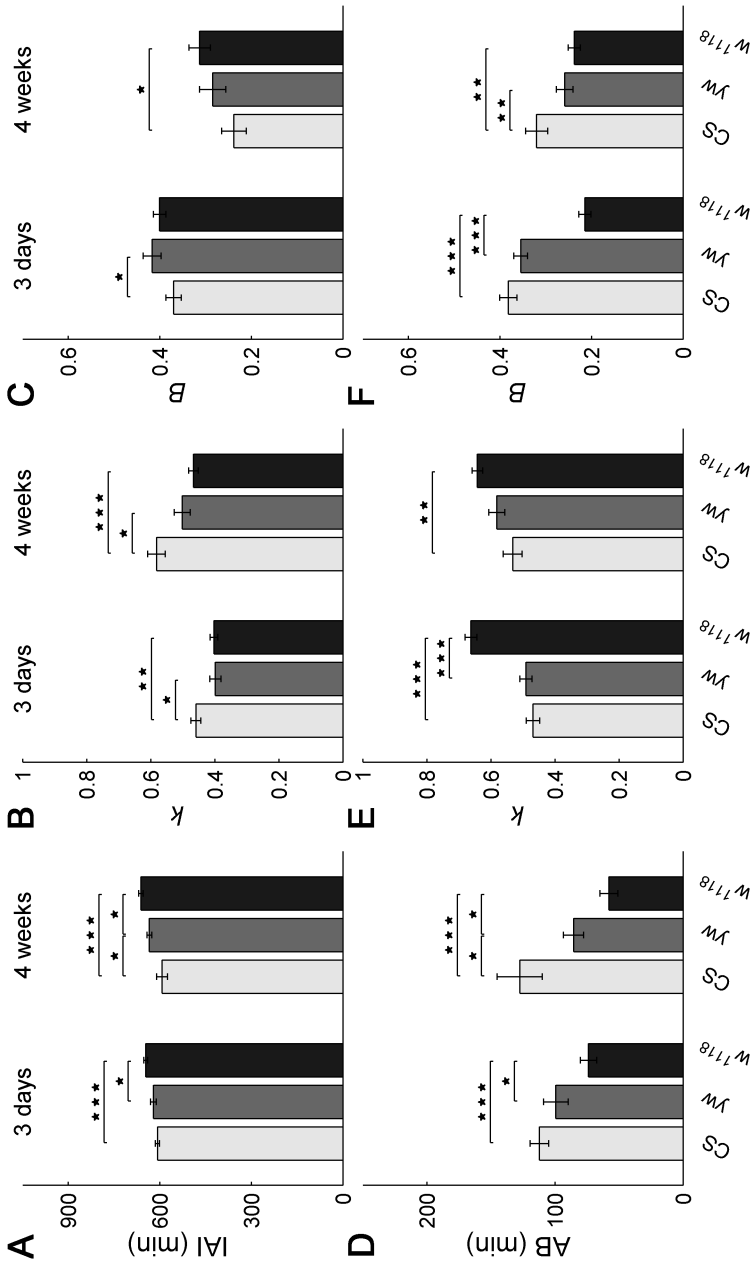 A
3 days
4 weeks
IAI (min)
900
600
300
0
★★★
★
★★★
★
★
B
3 days
4 weeks
k
1
0.8
0.6
0.4
0.2
0
★★
★
★★★
★
C
3 days
4 weeks
B
0.6
0.4
0.2
0
★
★
D
AB (min)
200
100
0
★★★
★
★★★
★
★
CS
yw
w1118
CS
yw
w1118
E
k
1
0.8
0.6
0.4
0.2
0
★★★
★★★
★★
CS
yw
w1118
CS
yw
w1118
F
B
0.6
0.4
0.2
0
★★★
★★★
★★
★★
CS
yw
w1118
CS
yw
w1118